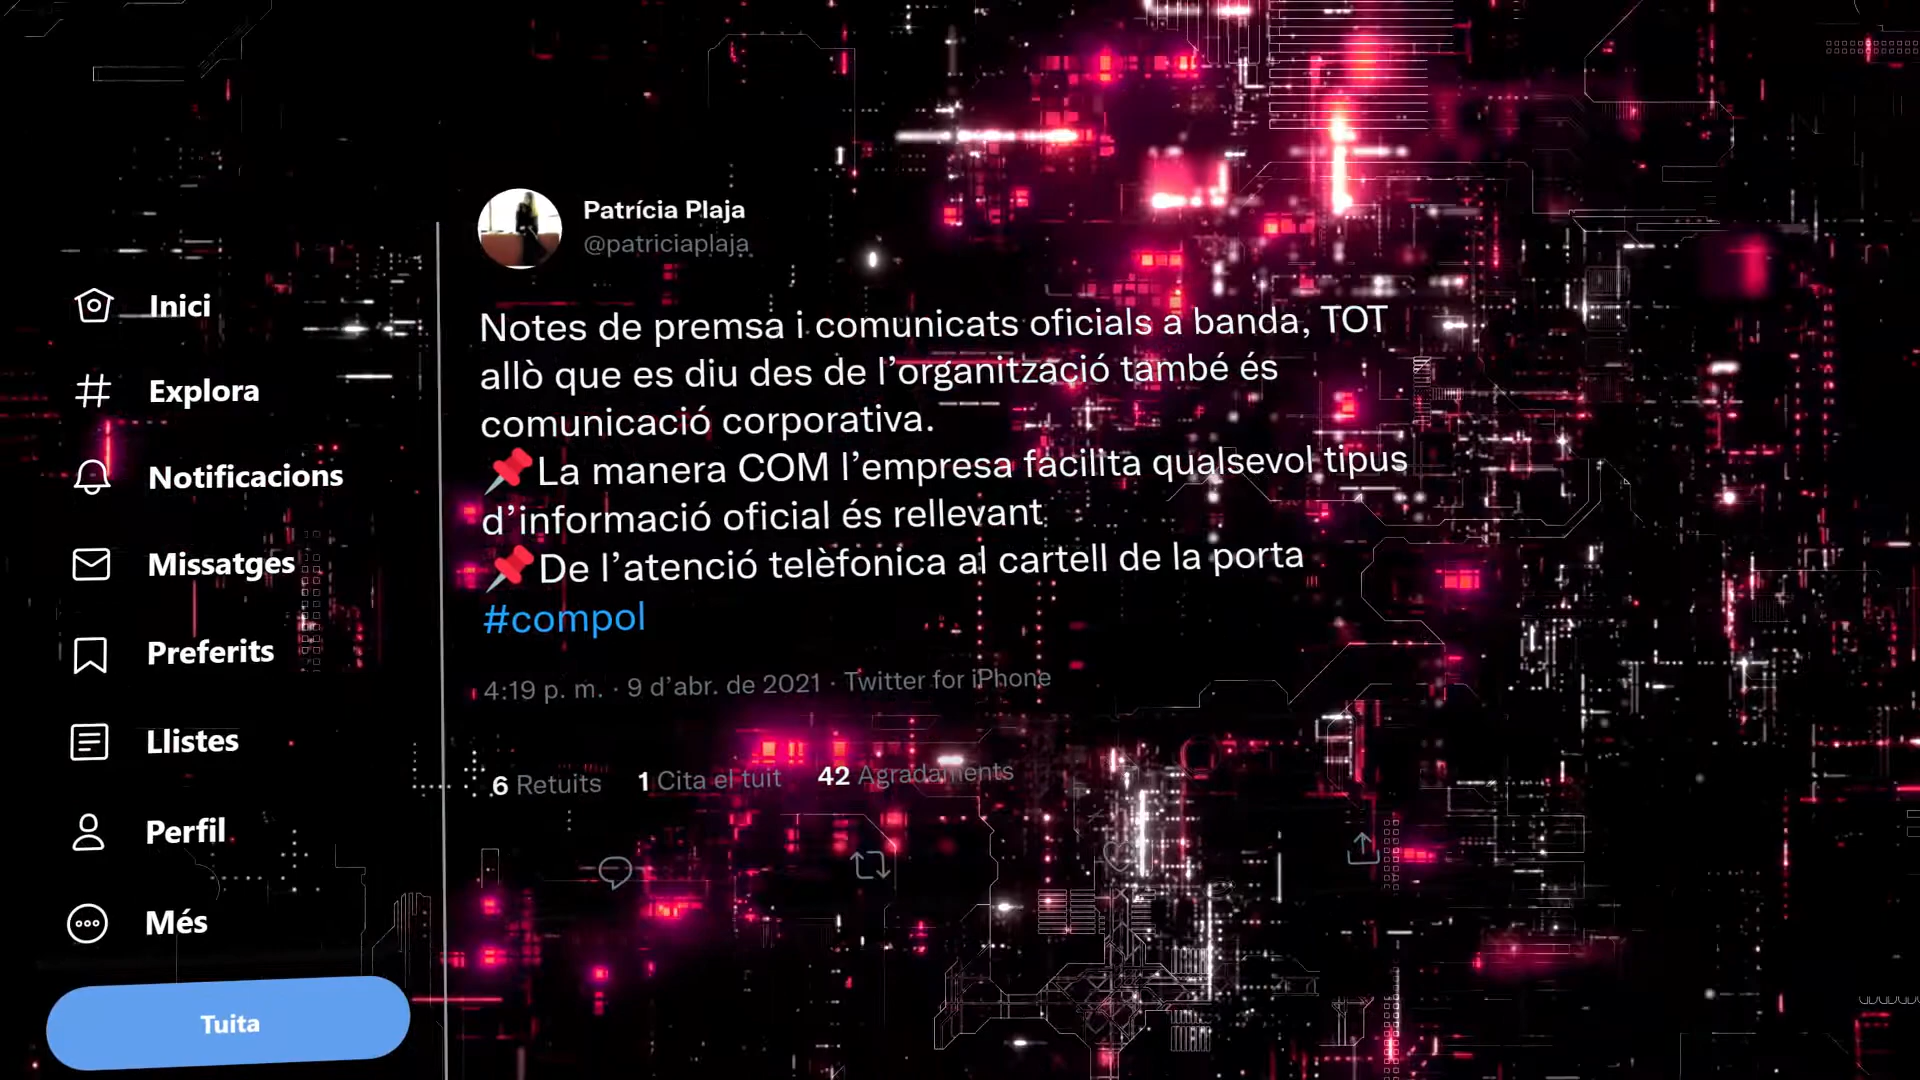 Inici
Explora
Notificacions
Missatges
Preferits
Llistes
Perfil
Més
Tuita
Patrícia Plaja
@patriciaplaja
Notes de premsa i comunicats oficials a banda, TOT
allò que es diu des de l’organització també és
comunicació corporativa.
📌La manera COM l’empresa facilita qualsevol tipus
d’informació oficial és rellevant
📌De l’atenció telèfonica al cartell de la porta
#compol
4:19 p. m. · 9 d’abr. de 2021 · Twitter for iPhone
6 Retuits 1 Cita el tuit 42 Agradaments